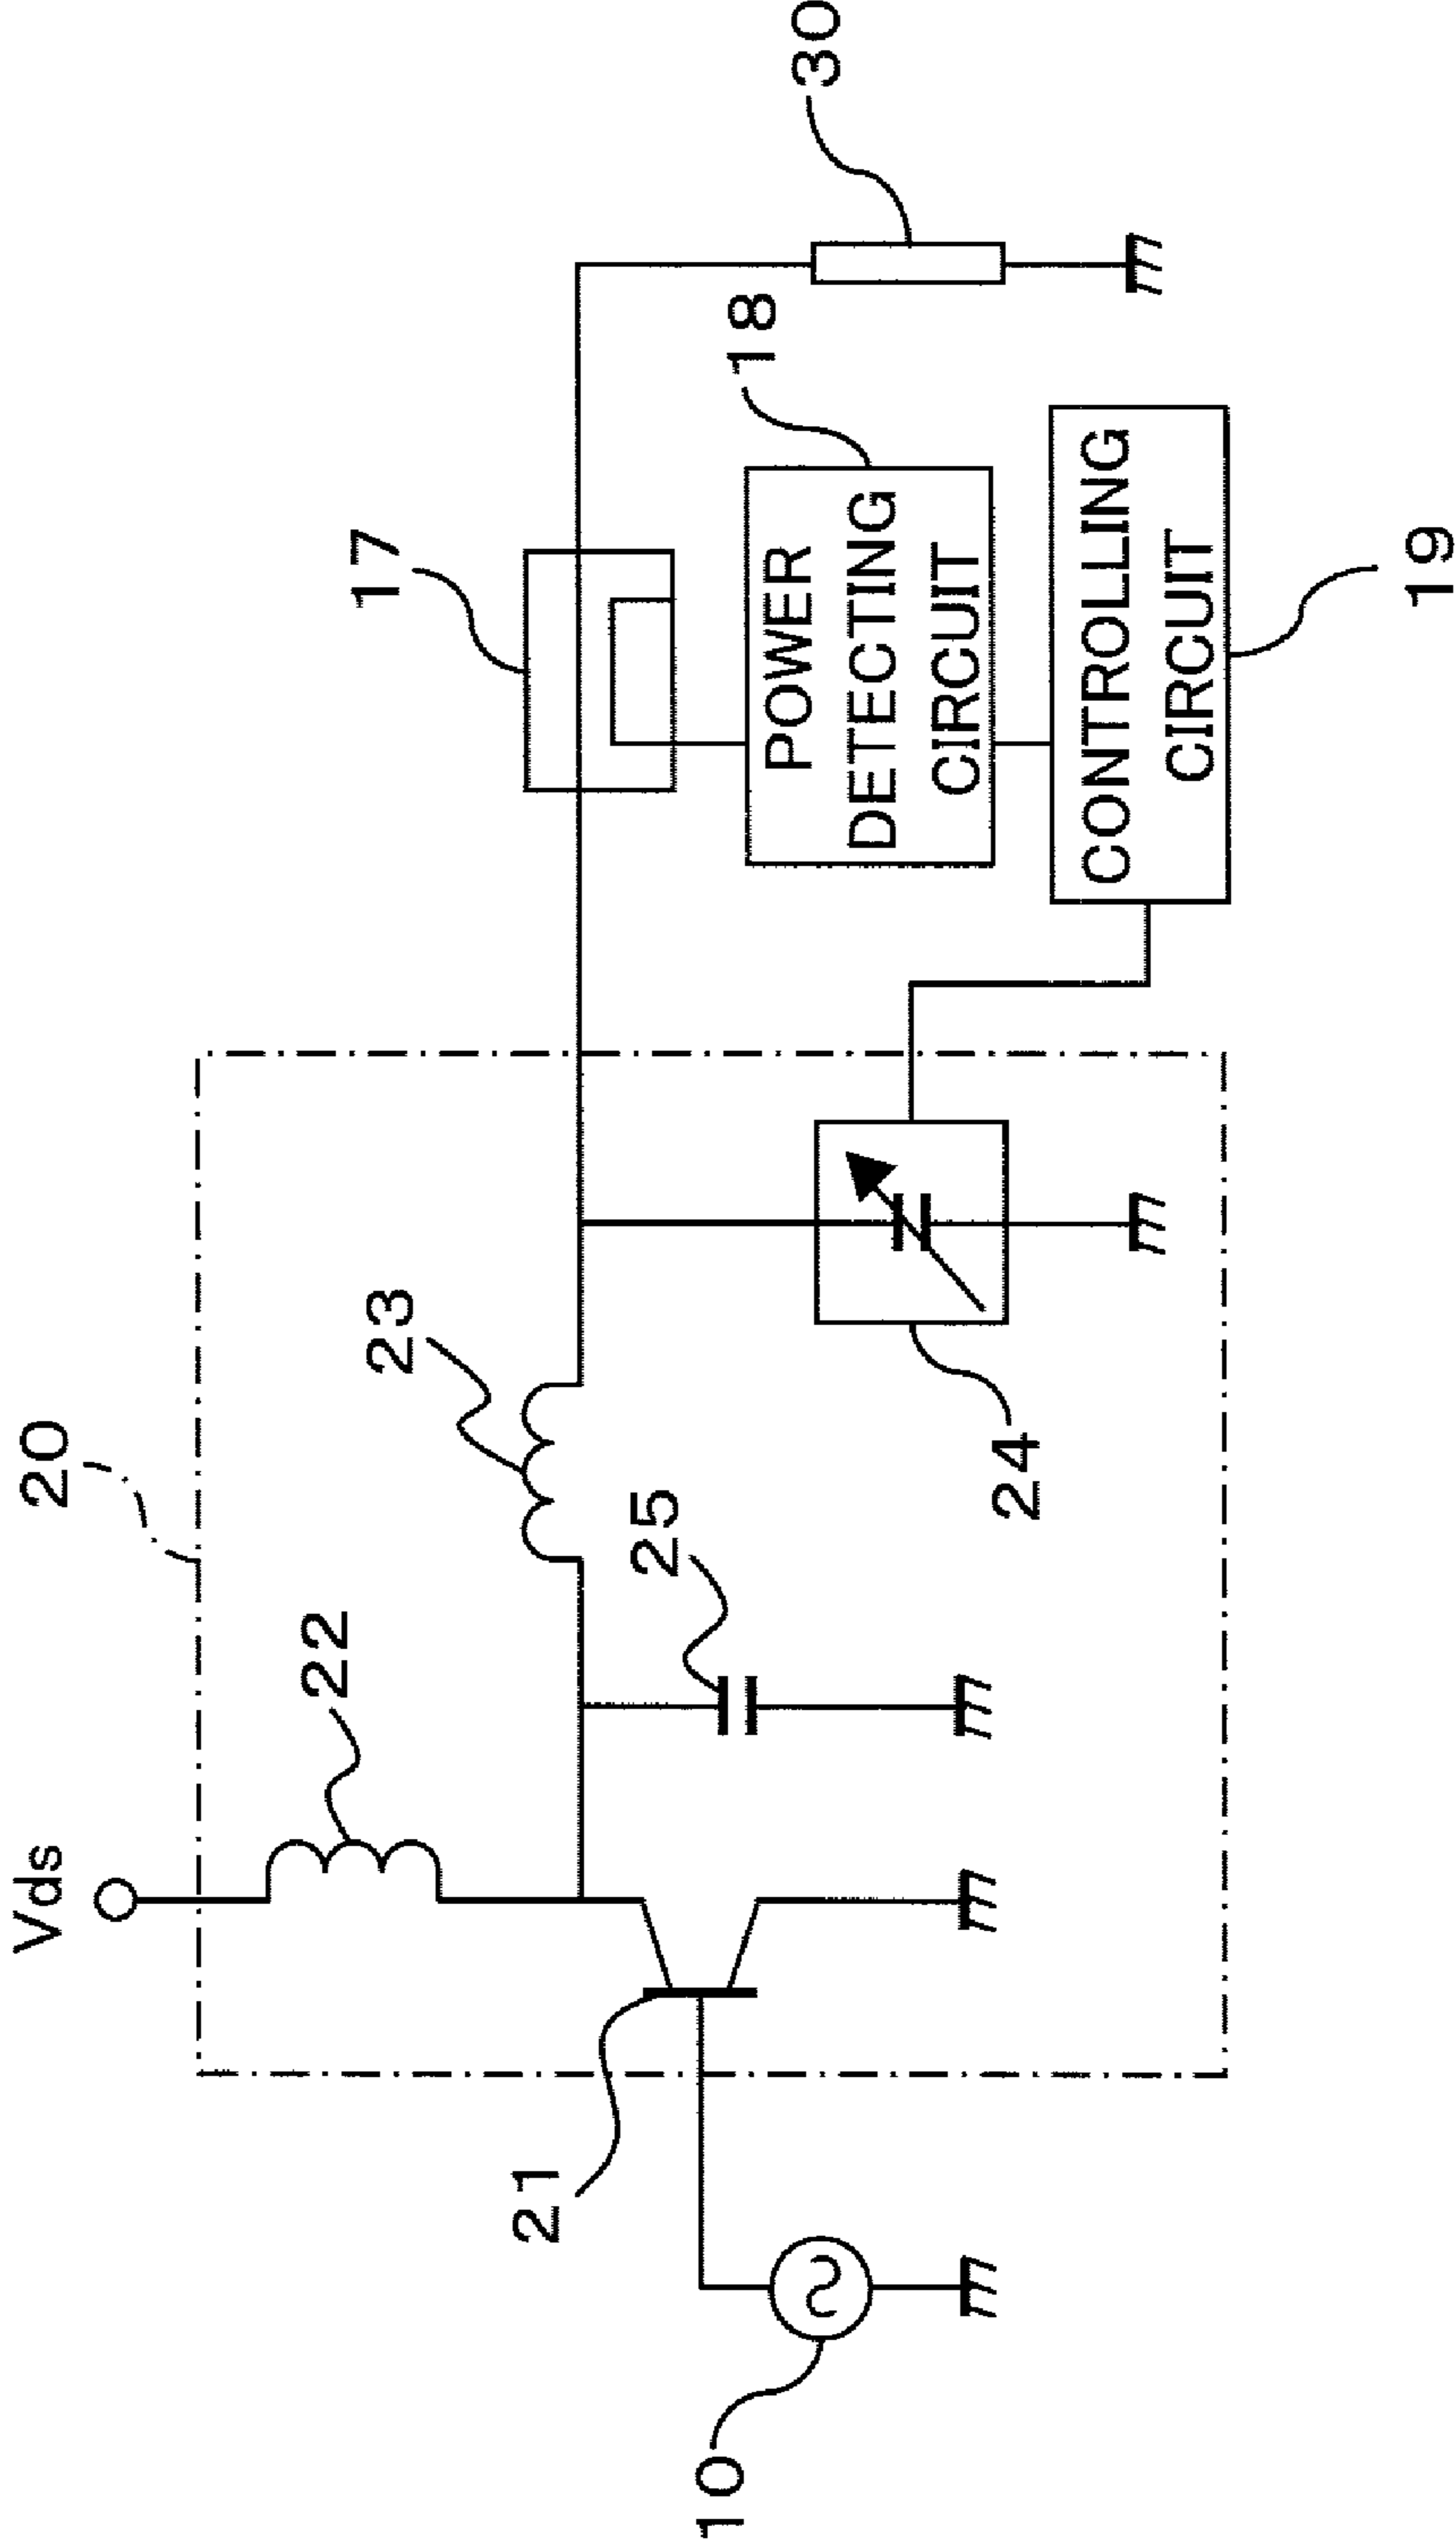 Vds
20
22
23
17
25
21
18
30
POWER
DETECTING
CIRCUIT
10
24
CONTROLLING
CIRCUIT
19